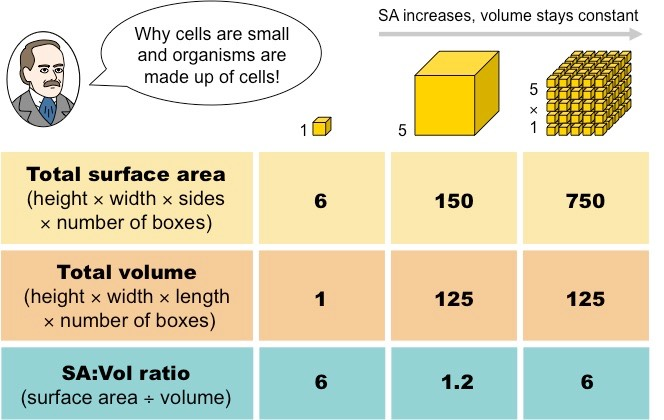 SA increases, volume stays constant
Why cells are small
and organisms are
made up of cells!
1
5
5
×
1
Total surface area
(height × width × sides
× number of boxes)
6
150
750
Total volume
(height × width × length
× number of boxes)
1
125
125
SA:Vol ratio
(surface area ÷ volume)
6
1.2
6